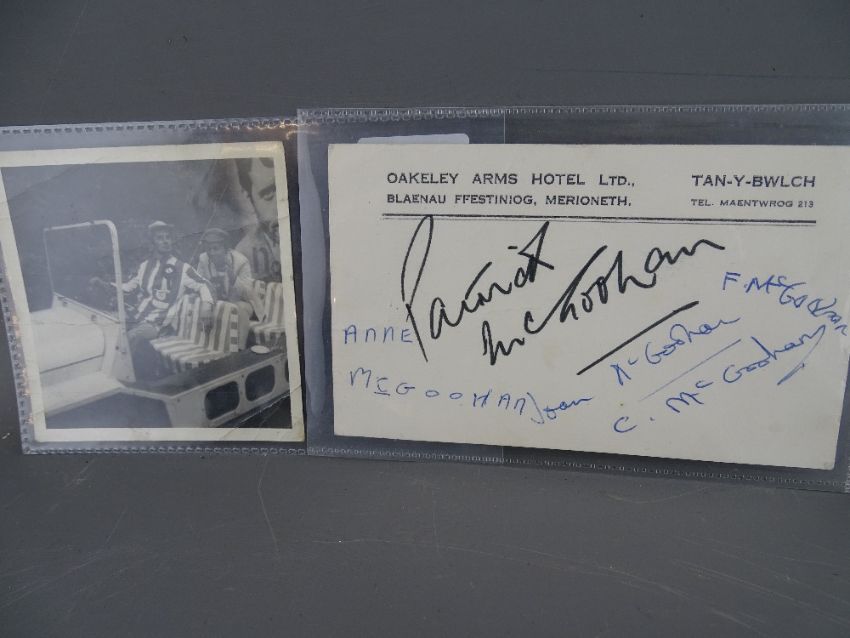 OAKELEY ARMS HOTEL LTD., TAN-Y-BWLCH
BLAENAU FFESTINIOG, MERIONETH. TEL. MAENTWROG 213
Patrick
McGoohan
F. McGoohan
ANNE
McGOOHAN
Joan McGoohan
C. McGoohan